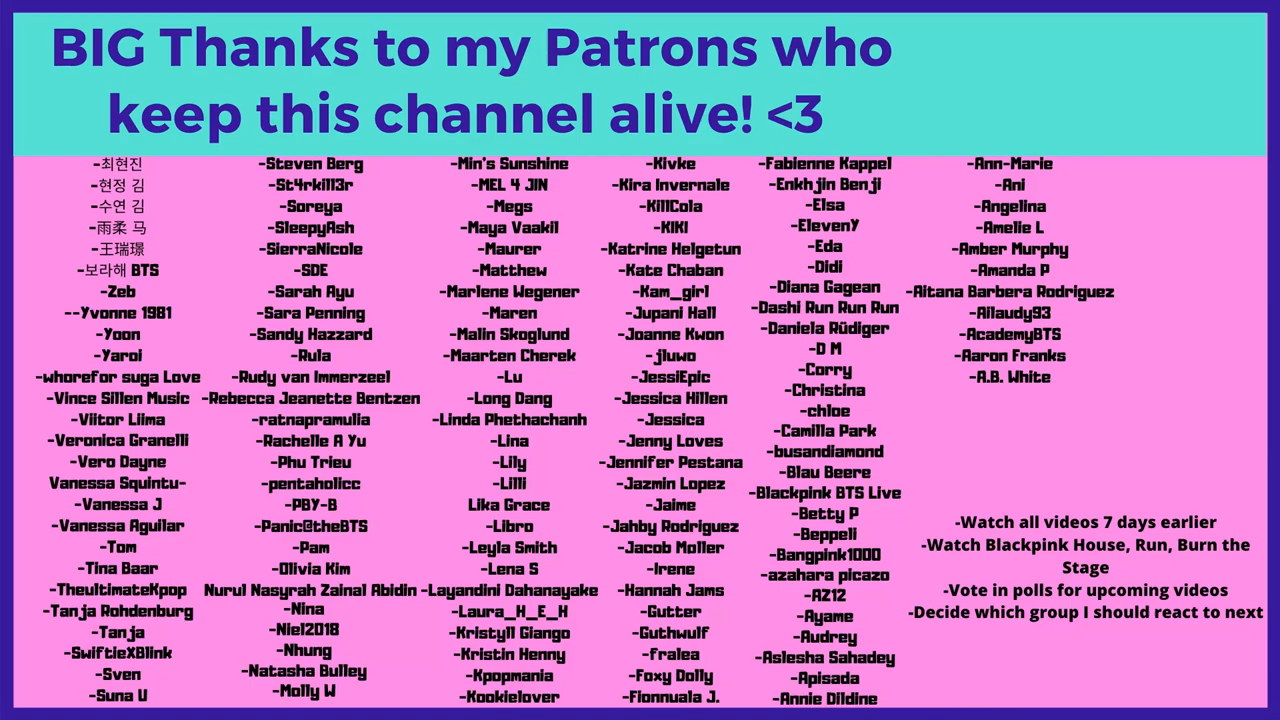 BIG Thanks to my Patrons who
keep this channel alive! <3
-최현진
-현정 김
-수연 김
-雨柔 马
-王瑞璟
-보라해 BTS
-Zeb
--Yvonne 1981
-Yoon
-Yaroi
-whorefor suga Love
-Vince Sillen Music
-Viitor Liima
-Veronica Granelli
-Vero Dayne
Vanessa Squintu-
-Vanessa J
-Vanessa Aguilar
-Tom
-Tina Baar
-TheultimateKpop
-Tanja Rohdenburg
-Tanja
-SwiftieXBlink
-Sven
-Suna U
-Steven Berg
-St4rkill3r
-Soreya
-SleepyAsh
-SierraNicole
-SDE
-Sarah Ayu
-Sara Penning
-Sandy Hazzard
-Rula
-Rudy van Immerzeel
-Rebecca Jeanette Bentzen
-ratnapramulia
-Rachelle A Yu
-Phu Trieu
-pentaholicc
-PBY-B
-Panic@theBTS
-Pam
-Olivia Kim
Nurul Nasyrah Zainal Abidin
-Nina
-Niel2018
-Nhung
-Natasha Bulley
-Molly W
-Min's Sunshine
-MEL 4 JIN
-Megs
-Maya Vaakil
-Maurer
-Matthew
-Marlene Wegener
-Maren
-Malin Skoglund
-Maarten Cherek
-Lu
-Long Dang
-Linda Phethachanh
-Lina
-Lily
-Lilli
Lika Grace
-Libro
-Leyla Smith
-Lena S
-Layandini Dahanayake
-Laura_H_E_H
-Kristyll Giango
-Kristin Henny
-Kpopmania
-Kookielover
-Kivke
-Kira Invernale
-KillCola
-KIKI
-Katrine Helgetun
-Kate Chaban
-Kam_girl
-Jupani Hall
-Joanne Kwon
-jluwo
-JessiEpic
-Jessica Hillen
-Jessica
-Jenny Loves
-Jennifer Pestana
-Jazmin Lopez
-Jaime
-Jahby Rodriguez
-Jacob Møller
-Irene
-Hannah Jams
-Gutter
-Guthwulf
-fralea
-Foxy Dolly
-Fionnuala J.
-Fabienne Kappel
-Enkhjin Benji
-Elsa
-ElevenY
-Eda
-Didi
-Diana Gagean
-Dashi Run Run Run
-Daniela Rüdiger
-D M
-Corry
-Christina
-chloe
-Camilla Park
-busandiamond
-Blau Beere
-Blackpink BTS Live
-Betty P
-Beppeli
-Bangpink1000
-azahara picazo
-AZ12
-Ayame
-Audrey
-Aslesha Sahadey
-Apisada
-Annie Dildine
-Ann-Marie
-Ani
-Angelina
-Amelie L
-Amber Murphy
-Amanda P
-Aitana Barbera Rodriguez
-Ailaudy93
-AcademyBTS
-Aaron Franks
-A.B. White
-Watch all videos 7 days earlier
-Watch Blackpink House, Run, Burn the
Stage
-Vote in polls for upcoming videos
-Decide which group I should react to next